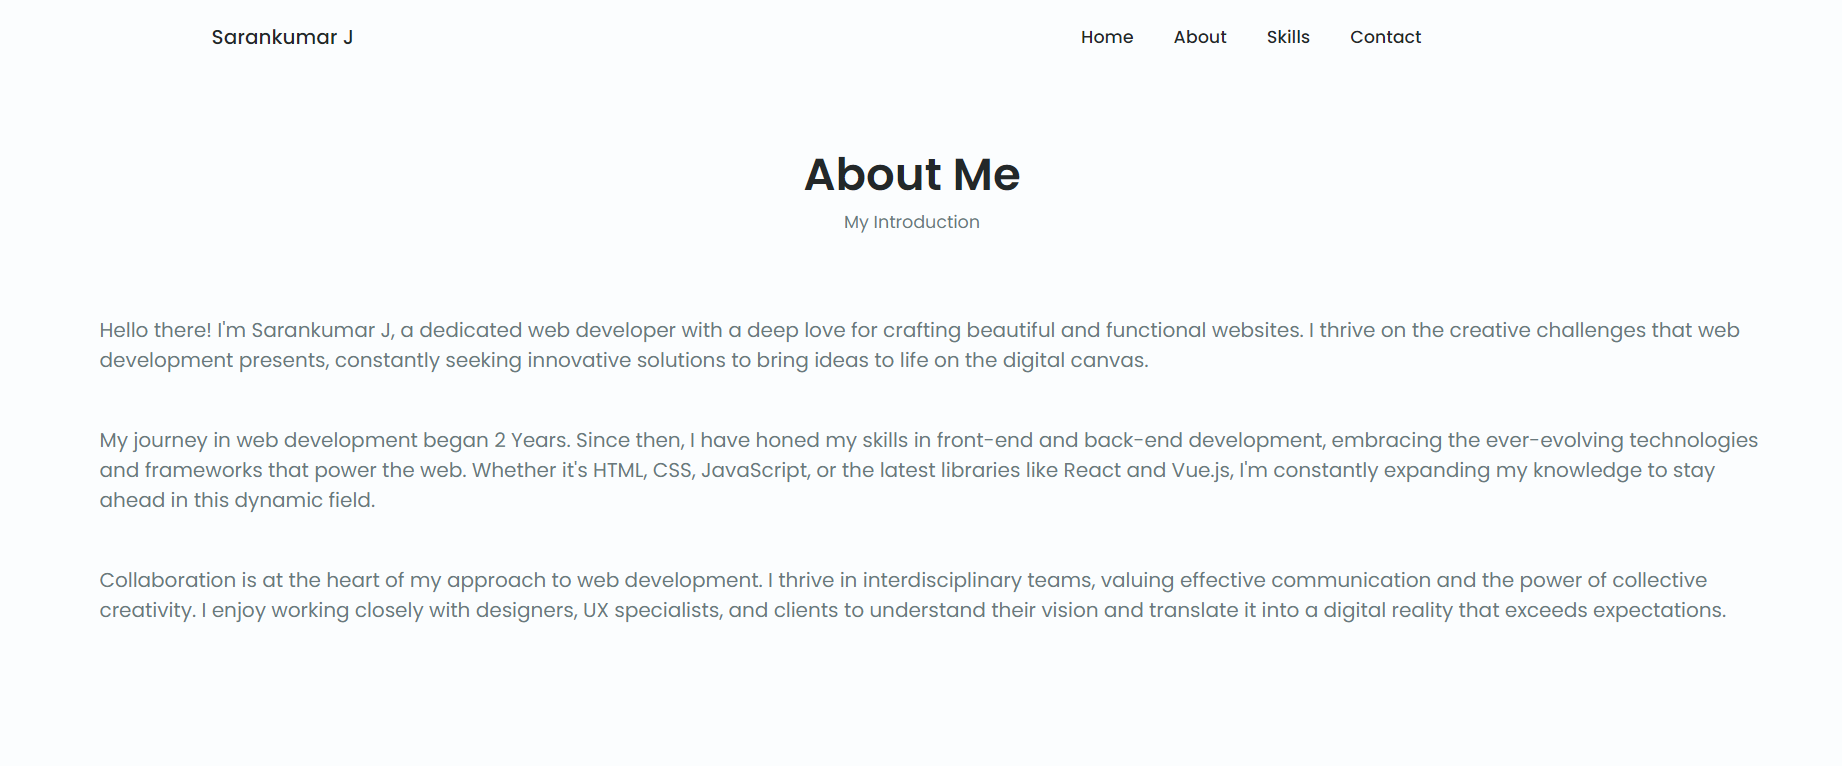 Sarankumar J
Home About Skills Contact
About Me
My Introduction
Hello there! I'm Sarankumar J, a dedicated web developer with a deep love for crafting beautiful and functional websites. I thrive on the creative challenges that web
development presents, constantly seeking innovative solutions to bring ideas to life on the digital canvas.
My journey in web development began 2 Years. Since then, I have honed my skills in front-end and back-end development, embracing the ever-evolving technologies
and frameworks that power the web. Whether it's HTML, CSS, JavaScript, or the latest libraries like React and Vue.js, I'm constantly expanding my knowledge to stay
ahead in this dynamic field.
Collaboration is at the heart of my approach to web development. I thrive in interdisciplinary teams, valuing effective communication and the power of collective
creativity. I enjoy working closely with designers, UX specialists, and clients to understand their vision and translate it into a digital reality that exceeds expectations.